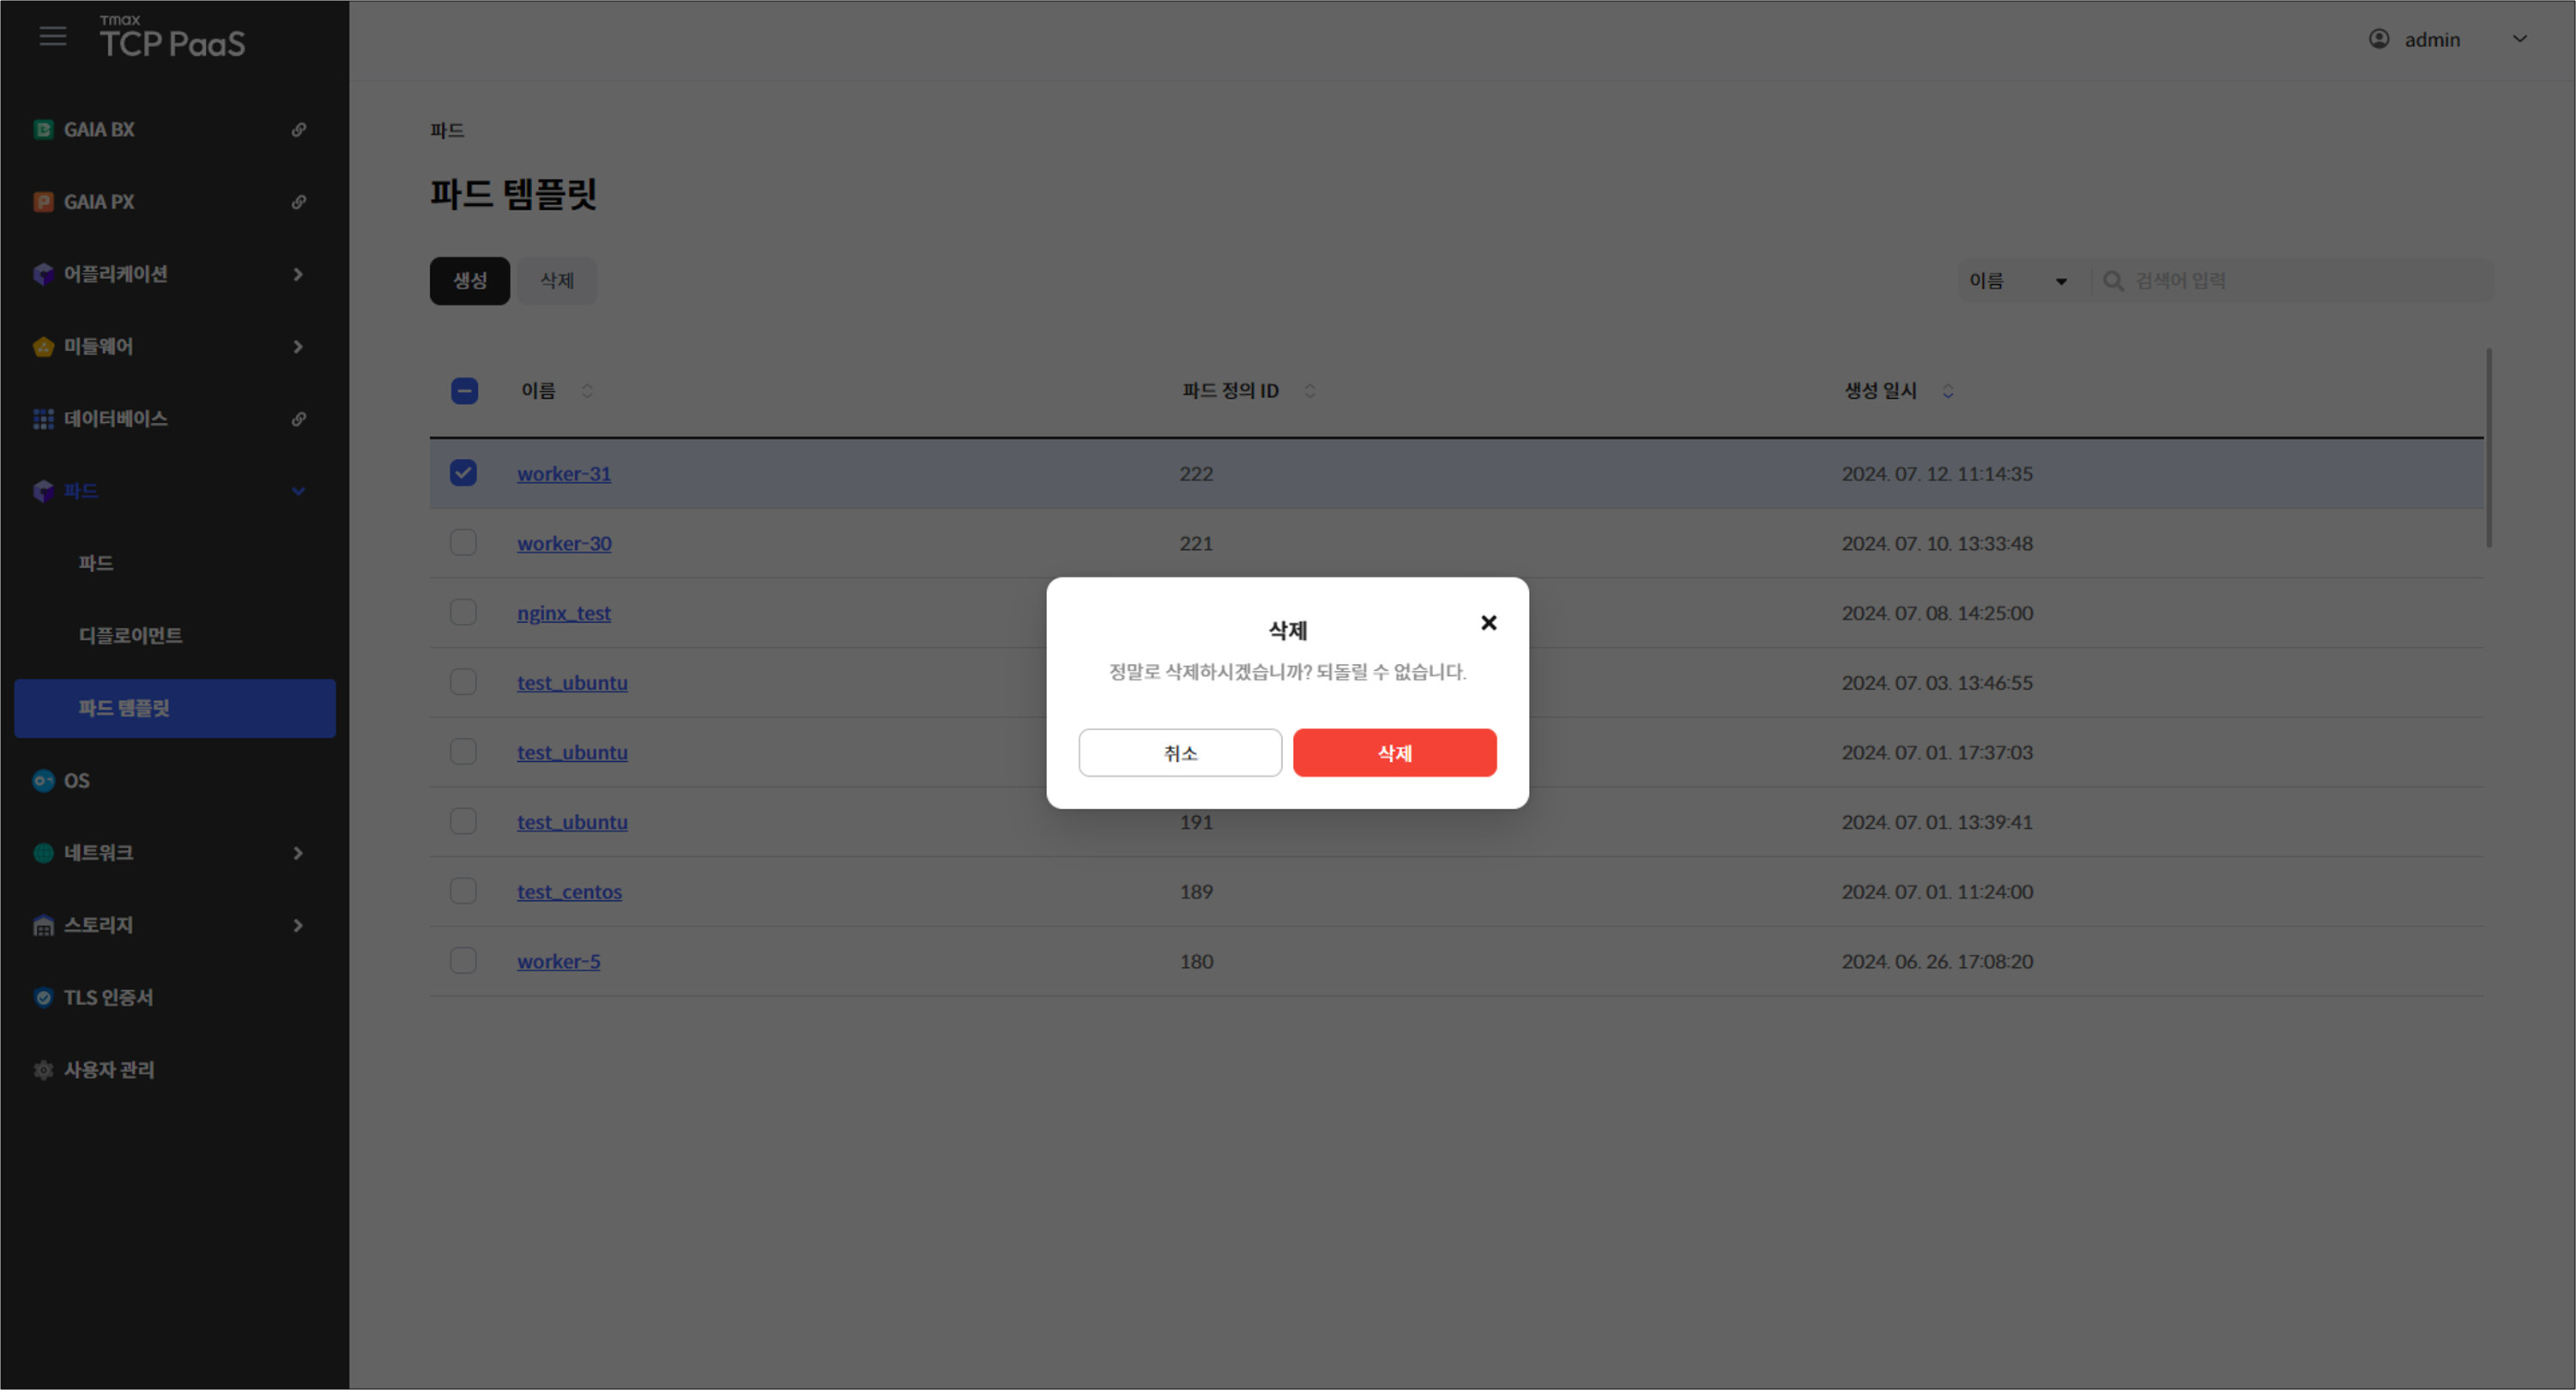 Tmax
TCP PaaS
admin
GAIA BX
GAIA PX
어플리케이션
미들웨어
데이터베이스
파드
파드
디플로이먼트
파드 템플릿
OS
네트워크
스토리지
TLS 인증서
사용자 관리
파드
파드 템플릿
생성 삭제 이름 검색어 입력
이름 파드 정의 ID 생성 일시
worker-31 222 2024. 07. 12. 11:14:35
worker-30 221 2024. 07. 10. 13:33:48
nginx_test 2024. 07. 08. 14:25:00
test_ubuntu 2024. 07. 03. 13:46:55
test_ubuntu 2024. 07. 01. 17:37:03
test_ubuntu 191 2024. 07. 01. 13:39:41
test_centos 189 2024. 07. 01. 11:24:00
worker-5 180 2024. 06. 26. 17:08:20
삭제
정말로 삭제하시겠습니까? 되돌릴 수 없습니다.
취소 삭제